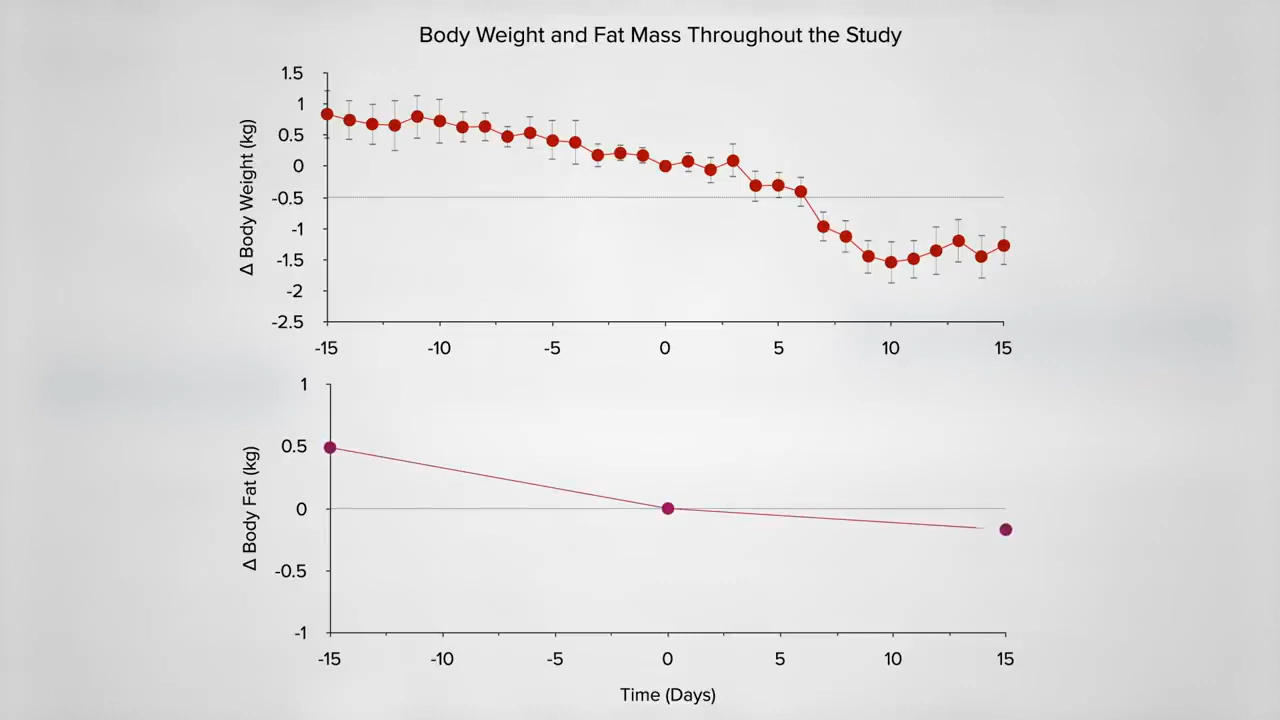 Body Weight and Fat Mass Throughout the Study
Δ Body Weight (kg)
1.5
1
0.5
0
-0.5
-1
-1.5
-2
-2.5
-15 -10 -5 0 5 10 15
Δ Body Fat (kg)
1
0.5
0
-0.5
-1
-15 -10 -5 0 5 10 15
Time (Days)